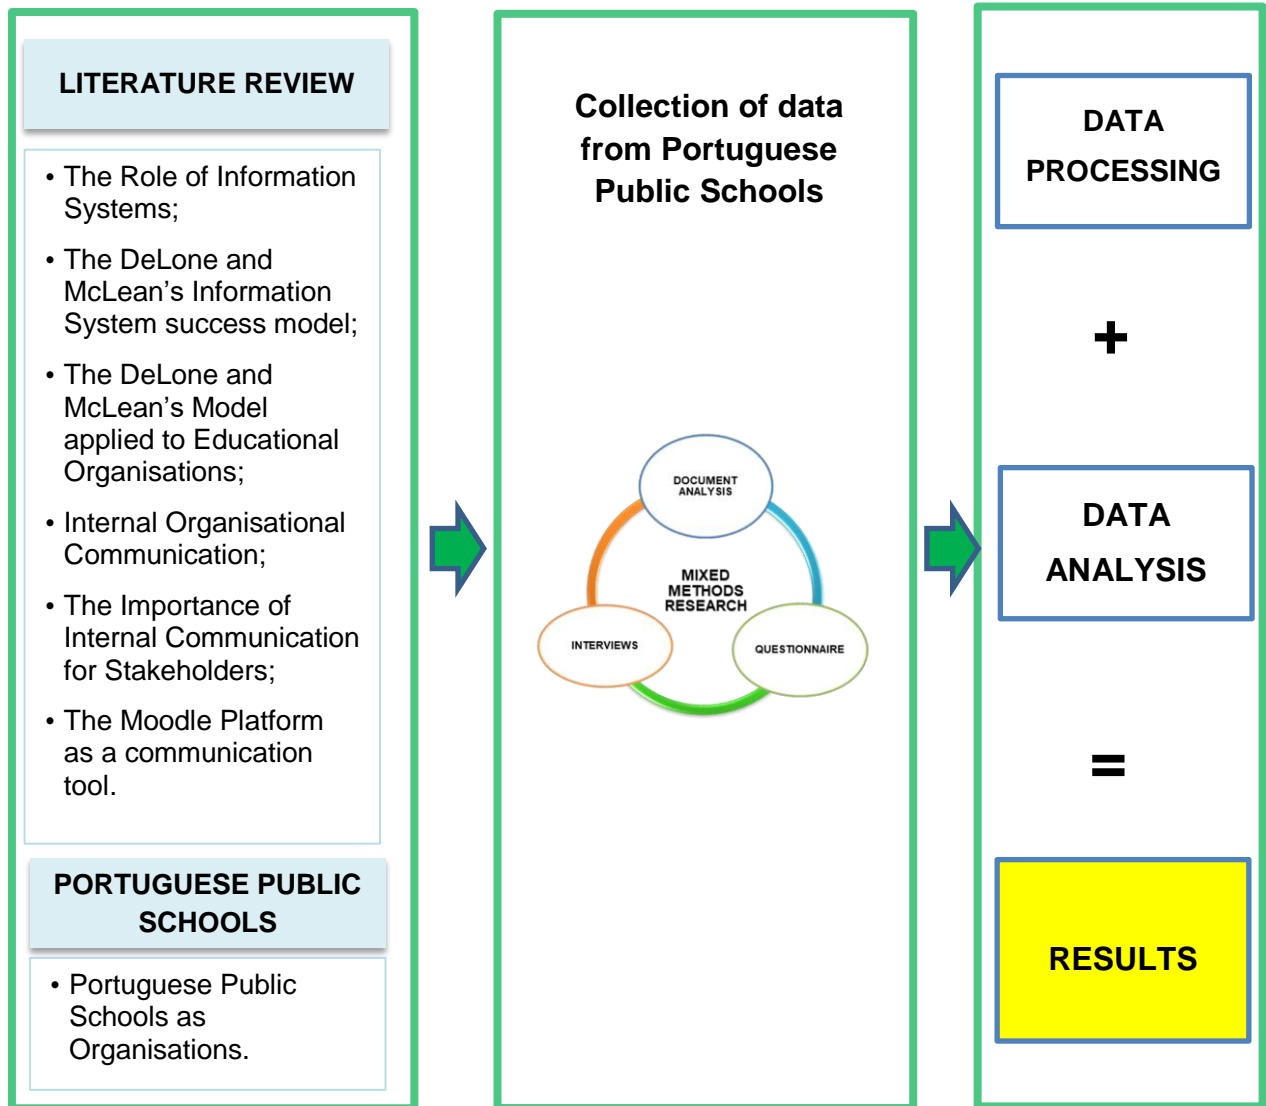 LITERATURE REVIEW
• The Role of Information
Systems;
• The DeLone and
McLean’s Information
System success model;
• The DeLone and
McLean’s Model
applied to Educational
Organisations;
• Internal Organisational
Communication;
• The Importance of
Internal Communication
for Stakeholders;
• The Moodle Platform
as a communication
tool.
PORTUGUESE PUBLIC
SCHOOLS
• Portuguese Public
Schools as
Organisations.
Collection of data
from Portuguese
Public Schools
DOCUMENT
ANALYSIS
MIXED
METHODS
RESEARCH
INTERVIEWS
QUESTIONNAIRE
DATA
PROCESSING
+
DATA
ANALYSIS
=
RESULTS